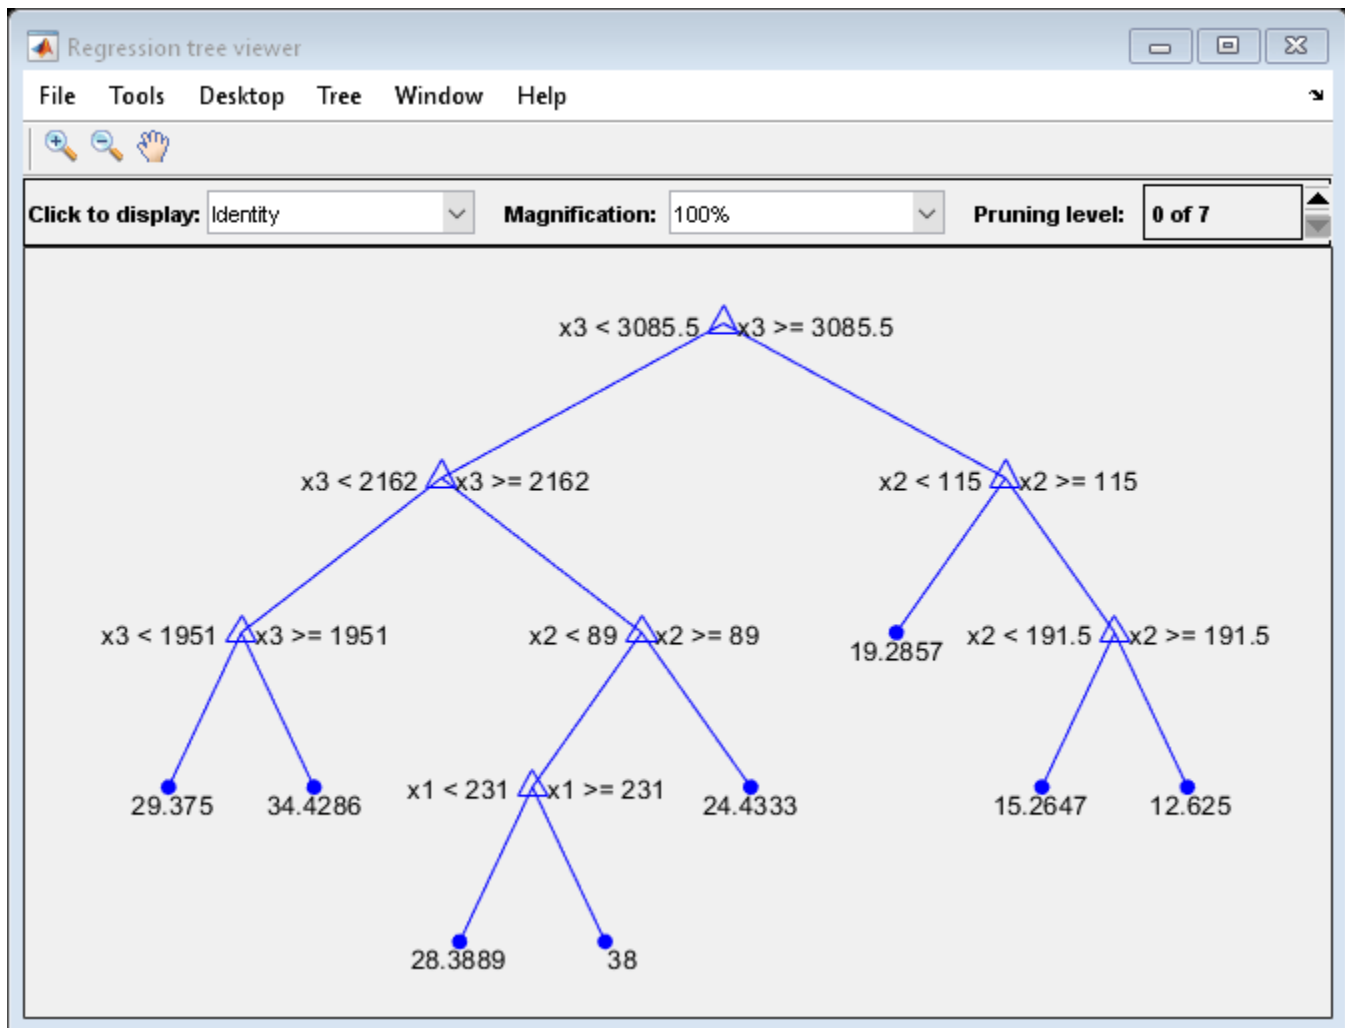 Regression tree viewer
File Tools Desktop Tree Window Help
Click to display: Identity Magnification: 100% Pruning level: 0 of 7
x3 < 3085.5 x3 >= 3085.5
x3 < 2162 x3 >= 2162 x2 < 115 x2 >= 115
x3 < 1951 x3 >= 1951 x2 < 89 x2 >= 89 19.2857 x2 < 191.5 x2 >= 191.5
29.375 34.4286 x1 < 231 x1 >= 231 24.4333 15.2647 12.625
28.3889 38